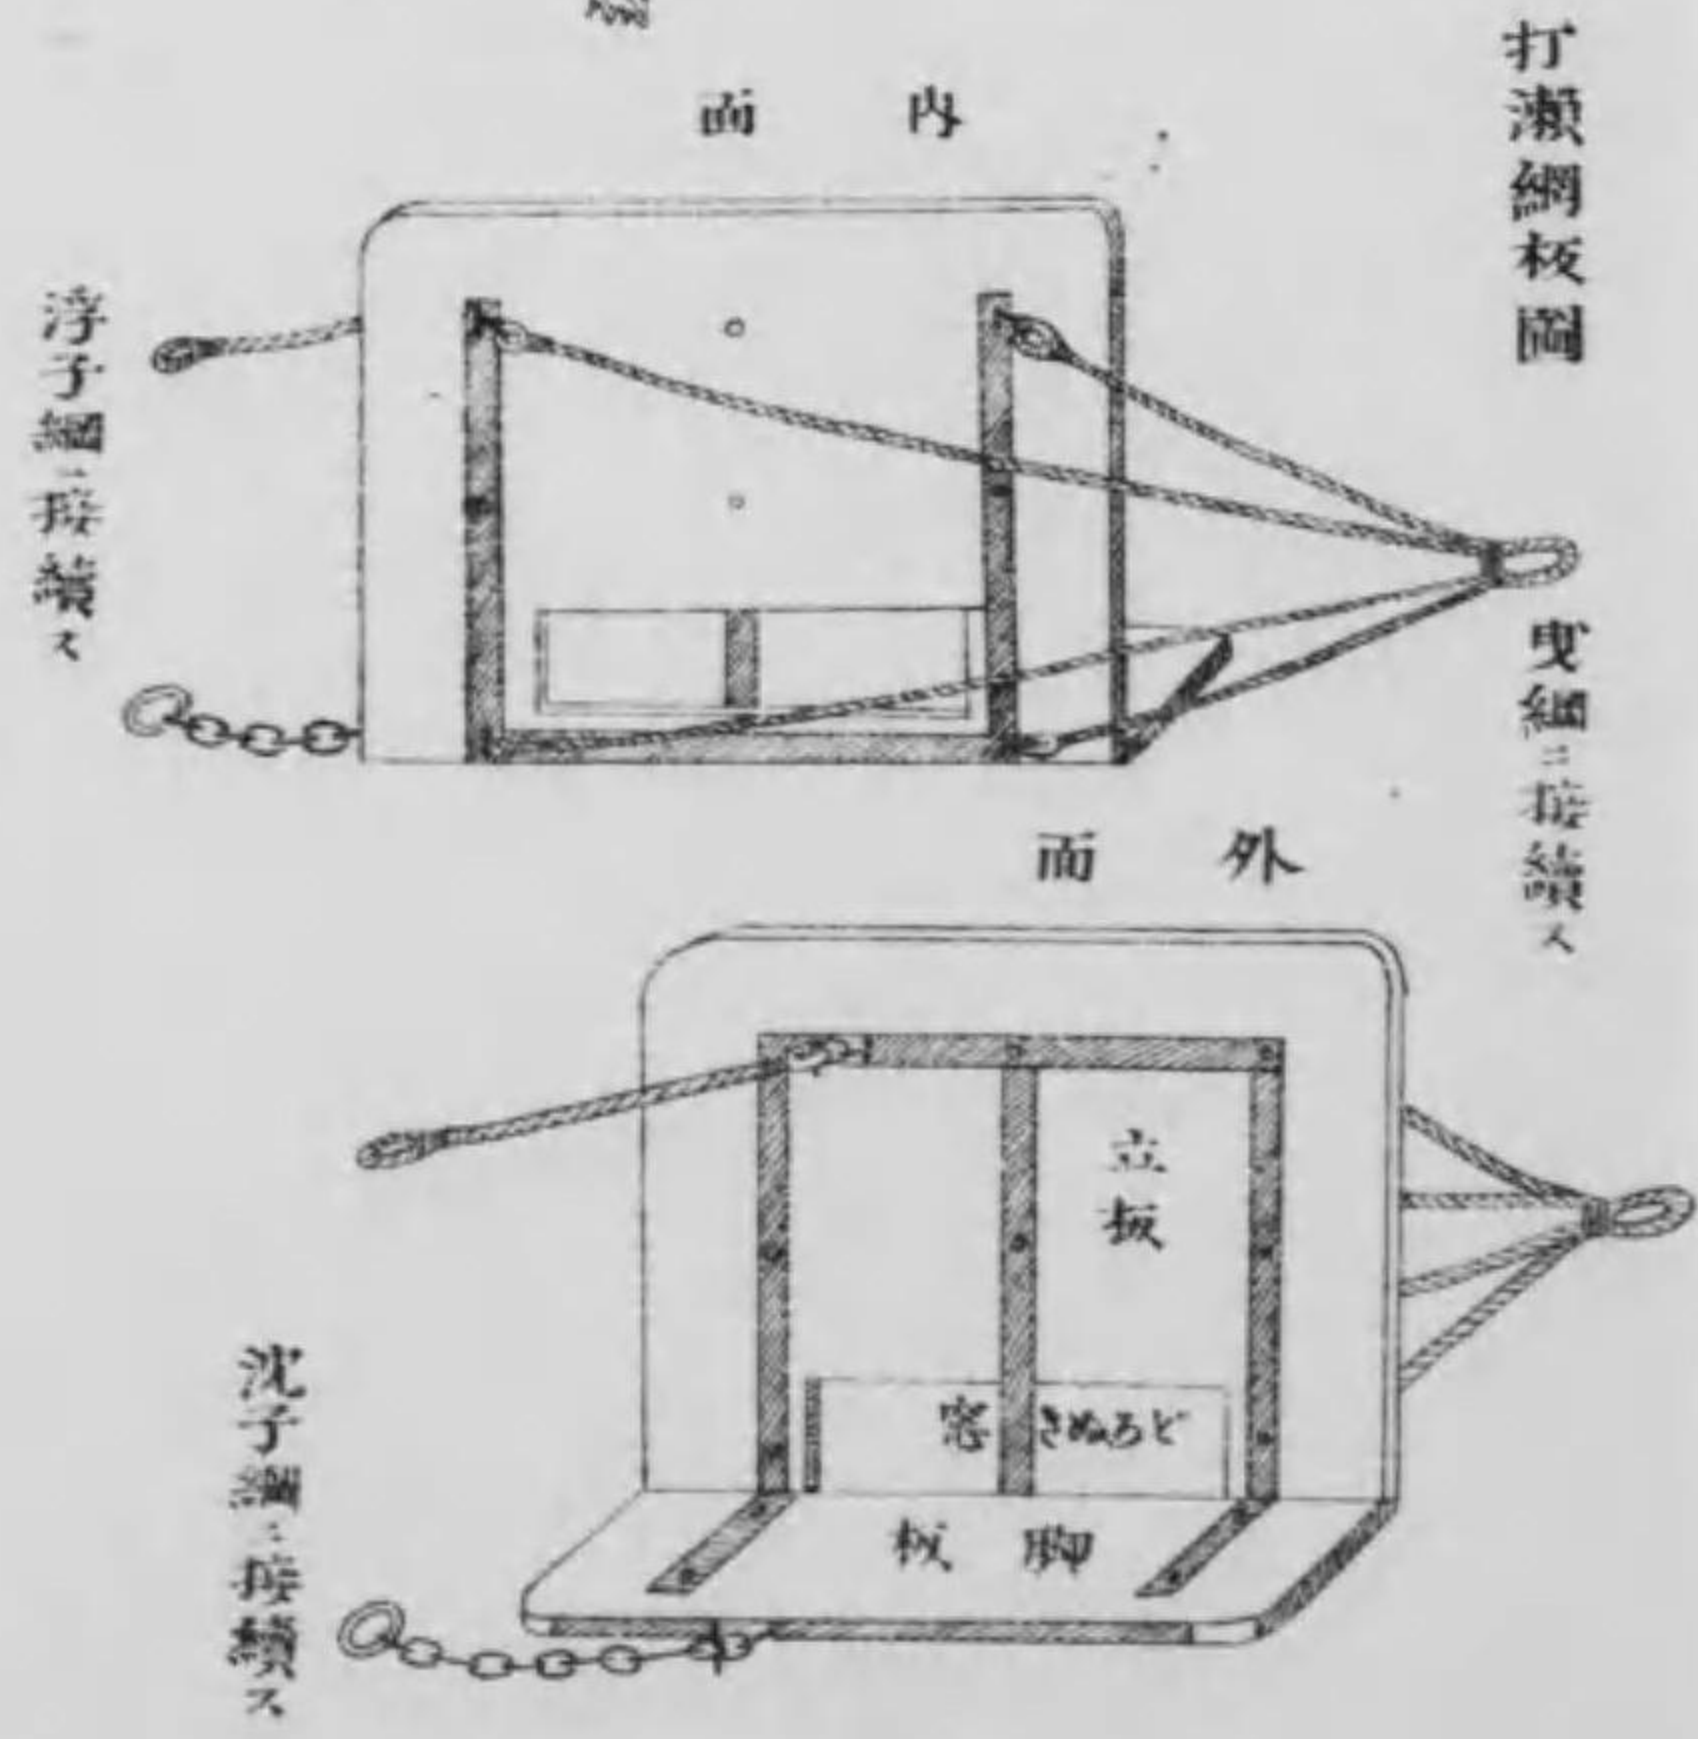 打瀬網板圖
面内
浮子綱ニ接續ス
曳綱ニ接續ス
面外
立板
窓きぬろど
板脚
沈子綱ニ接續ス